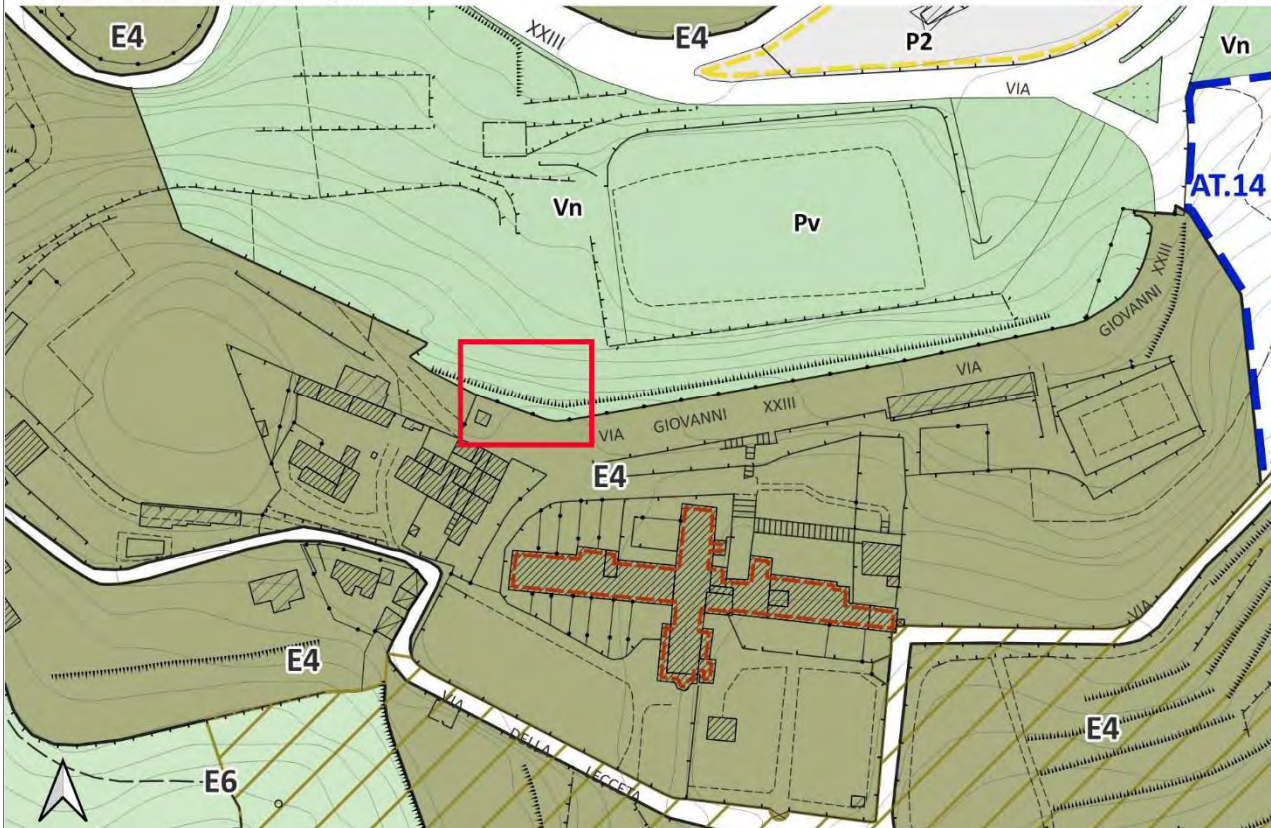 E4
XXIII
E4
P2
Vn
VIA
AT.14
Vn
Pv
GIOVANNI XXIII
VIA
VIA GIOVANNI XXIII
E4
VIA
E4
VIA DELLA LECCETA
E4
E6